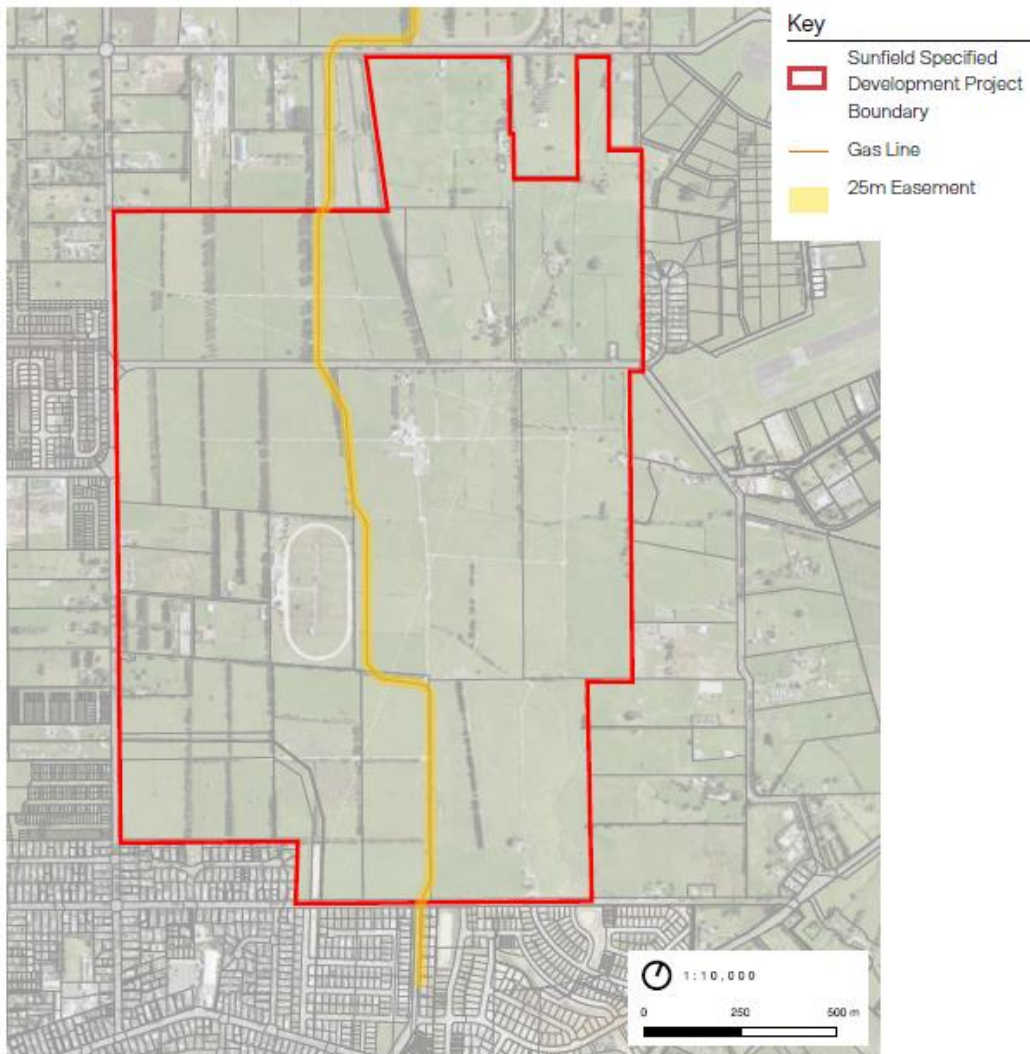 Key
Sunfield Specified
Development Project
Boundary
Gas Line
25m Easement
1:10,000
0 250 500 m